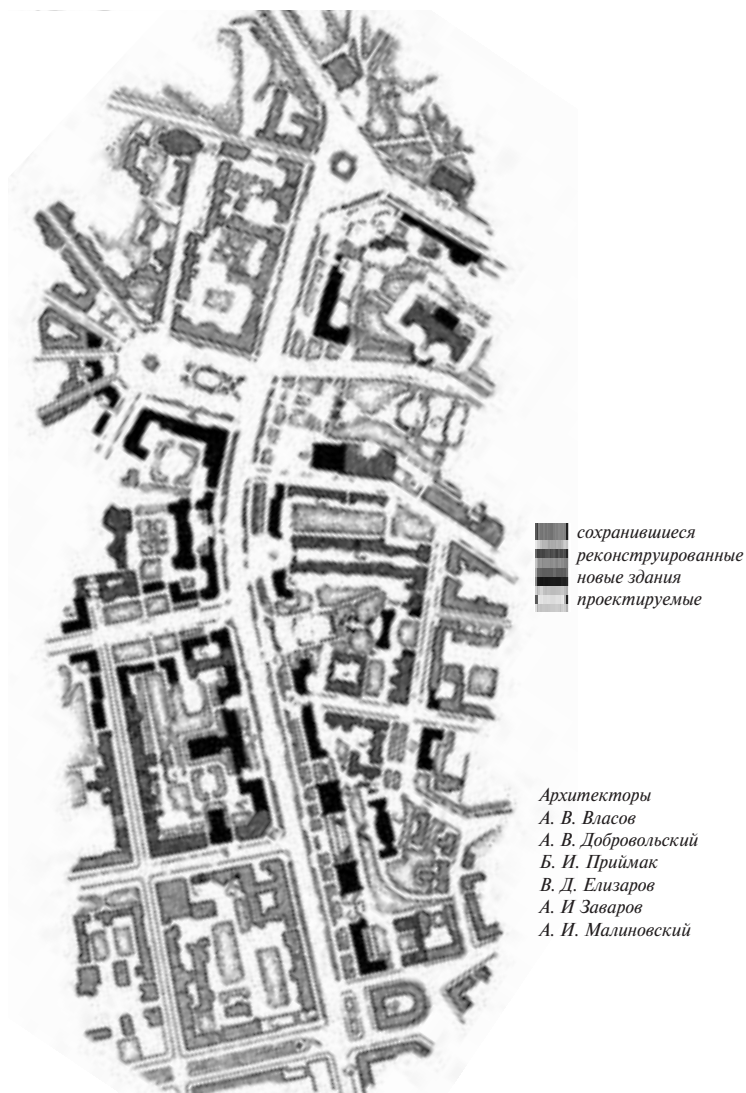 сохранившиеся
реконструированные
новые здания
проектируемые
Архитекторы
А. В. Власов
А. В. Добровольский
Б. И. Приймак
В. Д. Елизаров
А. И Заваров
А. И. Малиновский